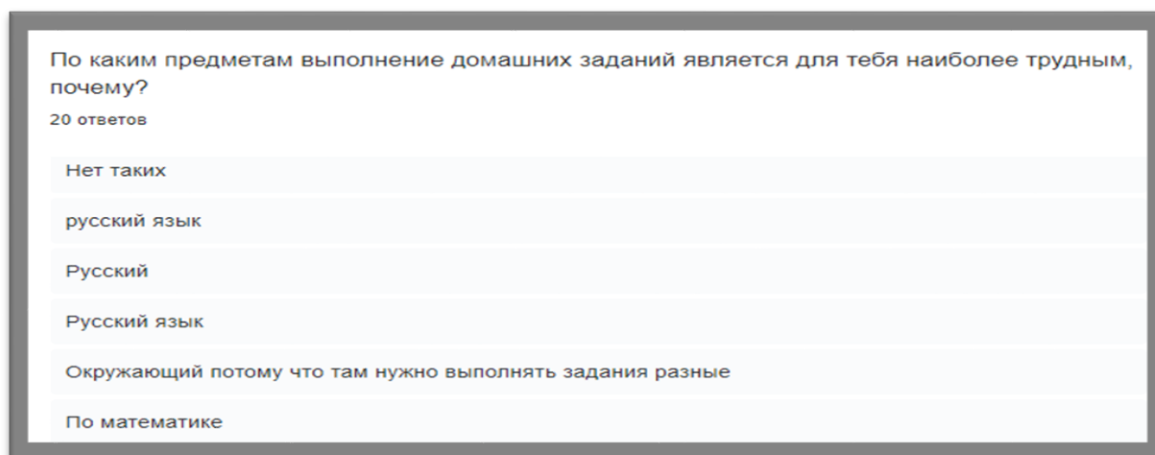 По каким предметам выполнение домашних заданий является для тебя наиболее трудным,
почему?
20 ответов
Нет таких
русский язык
Русский
Русский язык
Окружающий потому что там нужно выполнять задания разные
По математике